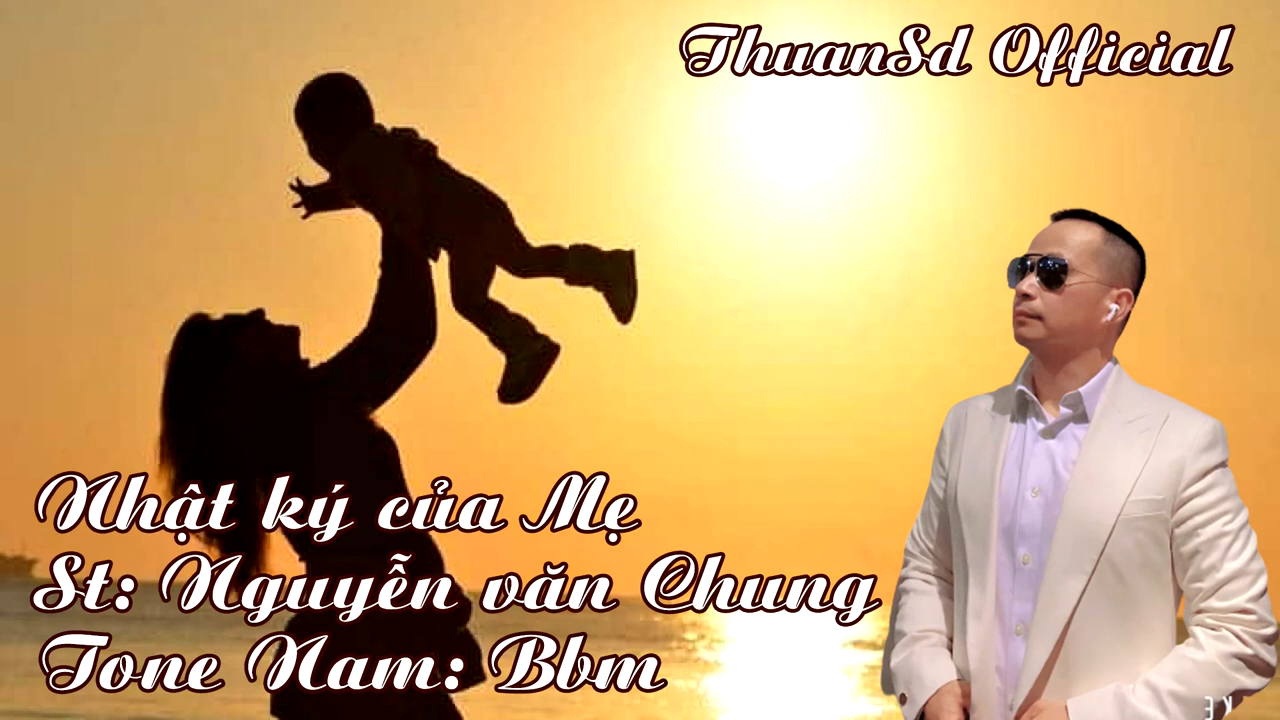 ThuanSd Official
Nhật ký của Mẹ
St: Nguyễn văn Chung
Tone Nam: Bbm